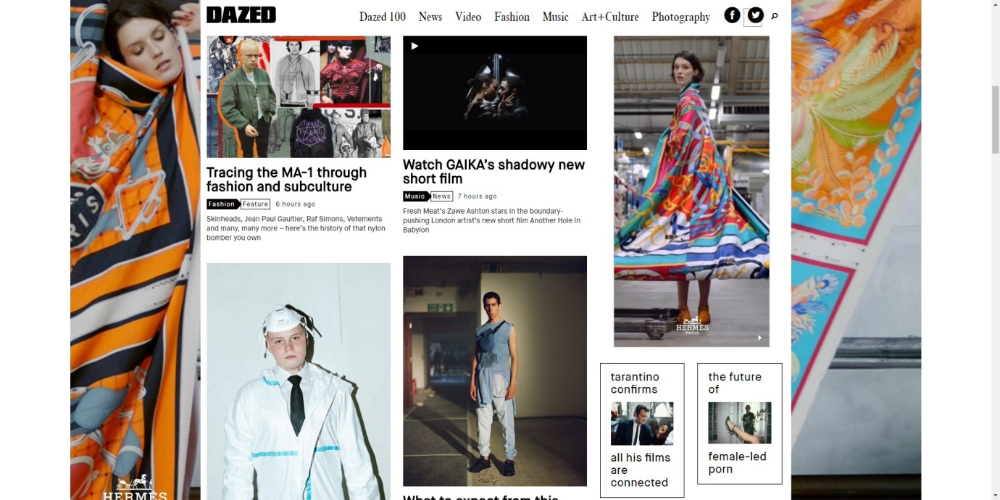 DAZED
Dazed 100 News Video Fashion Music Art+Culture Photography
Tracing the MA-1 through
fashion and subculture
Fashion Feature 6 hours ago
Skinheads, Jean Paul Gaultier, Raf Simons, Vetements
and many, many more – here's the history of that nylon
bomber you own
Watch GAIKA's shadowy new
short film
Music News 7 hours ago
Fresh Meat's Zawe Ashton stars in the boundary-
pushing London artist's new short film Another Hole In
Babylon
What to expect from this
HERMÈS
PARIS
tarantino
confirms
all his films
are
connected
the future
of
female-led
porn
HERMÈS